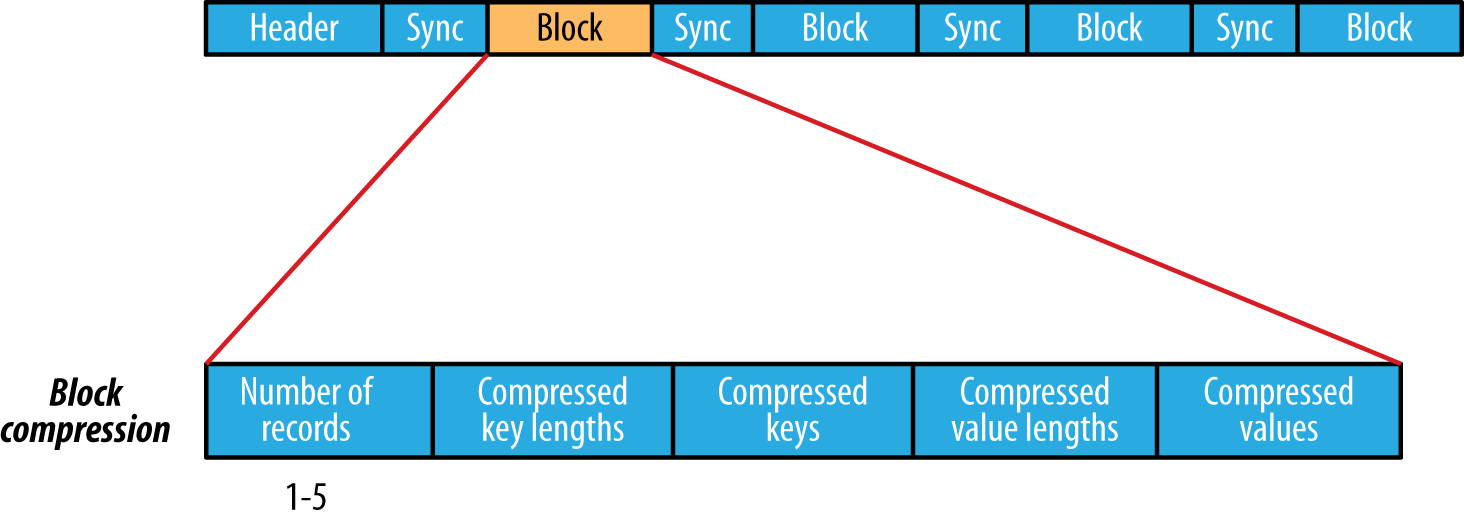 Header Sync Block Sync Block Sync Block Sync Block
Block
compression
Number of
records
Compressed
key lengths
Compressed
keys
Compressed
value lengths
Compressed
values
1-5